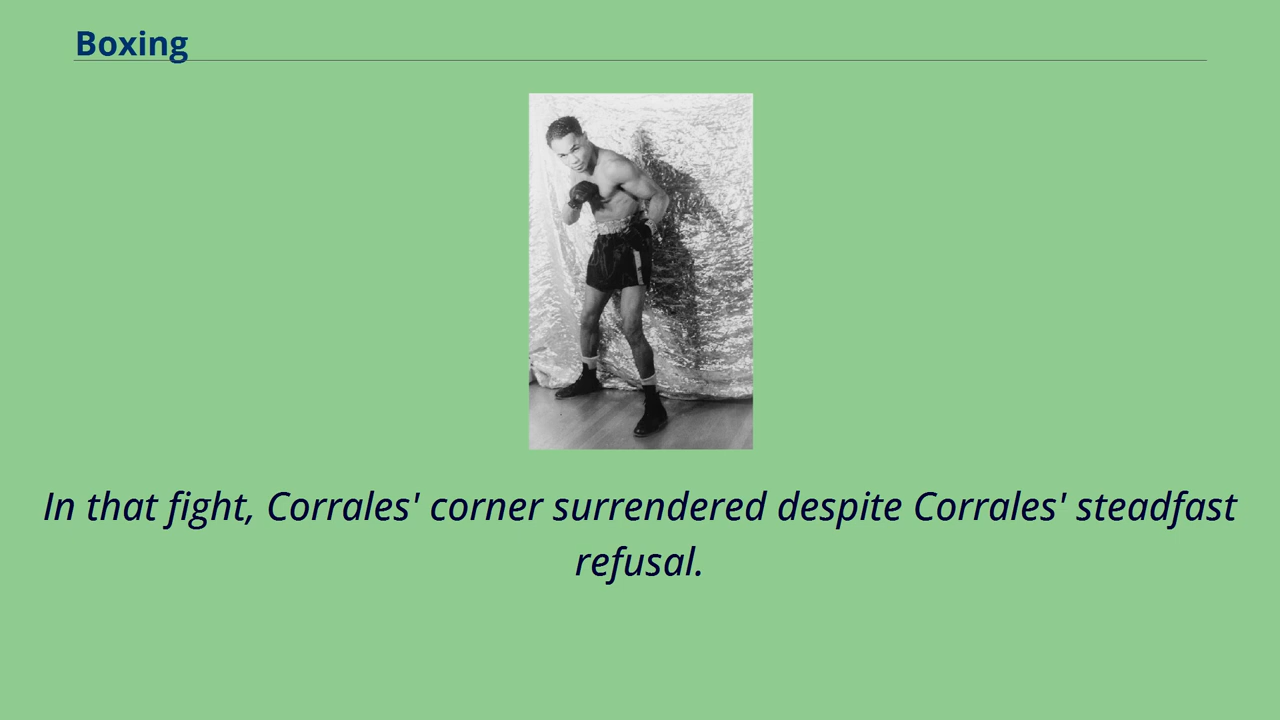 Boxing
In that fight, Corrales' corner surrendered despite Corrales' steadfast
refusal.